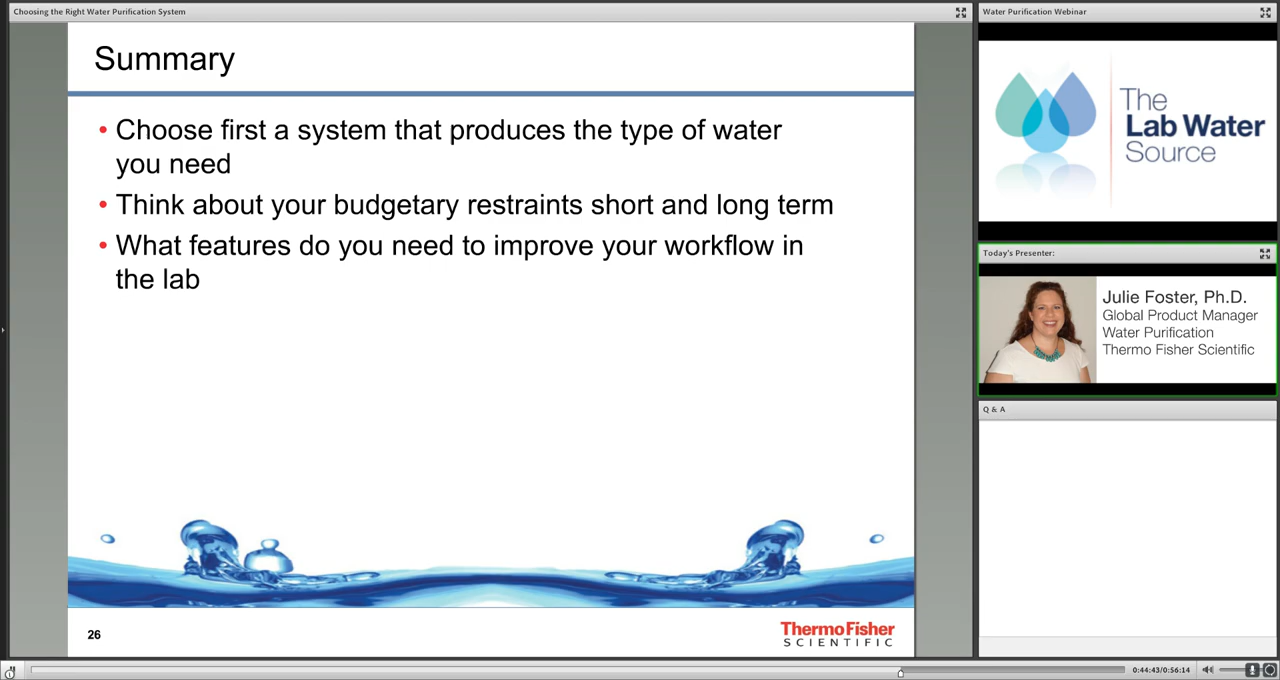 Choosing the Right Water Purification System
Summary
• Choose first a system that produces the type of water
you need
• Think about your budgetary restraints short and long term
• What features do you need to improve your workflow in
the lab
26
ThermoFisher
SCIENTIFIC
Water Purification Webinar
The
Lab Water
Source
Today's Presenter:
Julie Foster, Ph.D.
Global Product Manager
Water Purification
Thermo Fisher Scientific
Q & A
0:44:43/0:56:14